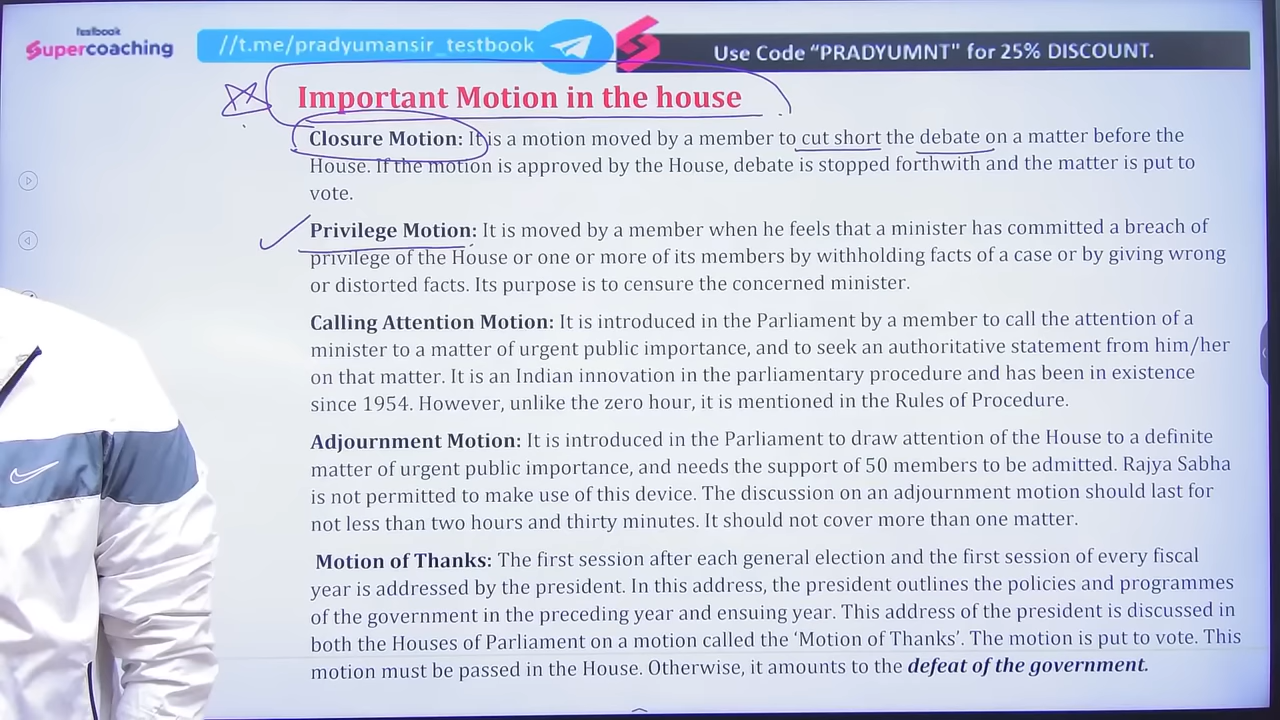 testbook
Supercoaching
//t.me/pradyumansir_testbook
Use Code "PRADYUMNT" for 25% DISCOUNT.
Important Motion in the house
Closure Motion: It is a motion moved by a member to cut short the debate on a matter before the
House. If the motion is approved by the House, debate is stopped forthwith and the matter is put to
vote.
Privilege Motion: It is moved by a member when he feels that a minister has committed a breach of
privilege of the House or one or more of its members by withholding facts of a case or by giving wrong
or distorted facts. Its purpose is to censure the concerned minister.
Calling Attention Motion: It is introduced in the Parliament by a member to call the attention of a
minister to a matter of urgent public importance, and to seek an authoritative statement from him/her
on that matter. It is an Indian innovation in the parliamentary procedure and has been in existence
since 1954. However, unlike the zero hour, it is mentioned in the Rules of Procedure.
Adjournment Motion: It is introduced in the Parliament to draw attention of the House to a definite
matter of urgent public importance, and needs the support of 50 members to be admitted. Rajya Sabha
is not permitted to make use of this device. The discussion on an adjournment motion should last for
not less than two hours and thirty minutes. It should not cover more than one matter.
Motion of Thanks: The first session after each general election and the first session of every fiscal
year is addressed by the president. In this address, the president outlines the policies and programmes
of the government in the preceding year and ensuing year. This address of the president is discussed in
both the Houses of Parliament on a motion called the ‘Motion of Thanks’. The motion is put to vote. This
motion must be passed in the House. Otherwise, it amounts to the defeat of the government.